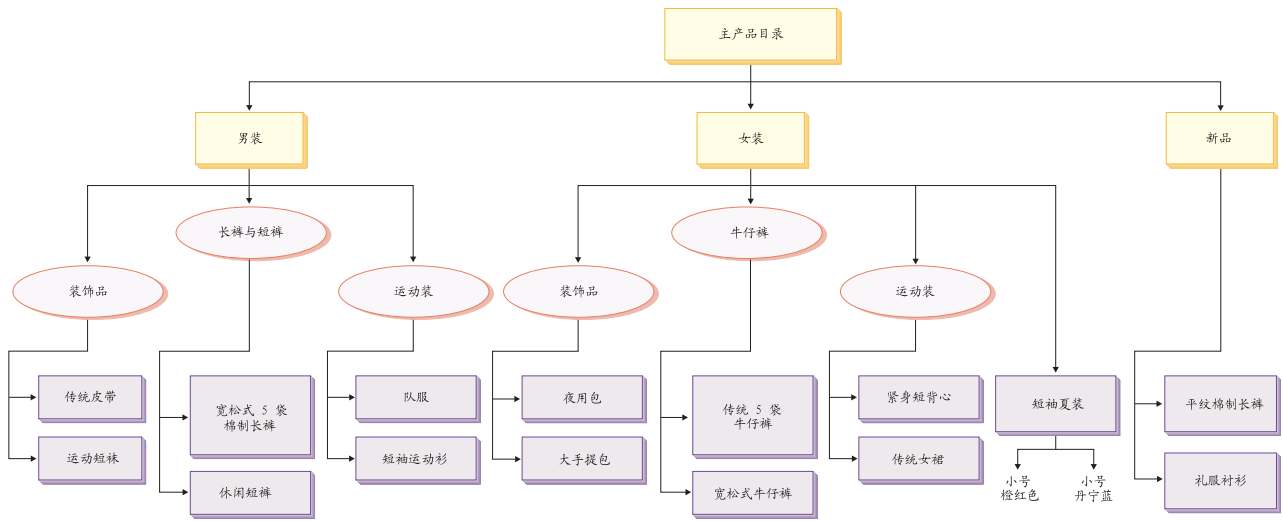 主产品目录
男装
女装
新品
长裤与短裤
牛仔裤
装饰品
运动装
装饰品
运动装
传统皮带
宽松式 5 袋
棉制长裤
队服
夜用包
传统 5 袋
牛仔裤
紧身短背心
短袖夏装
平纹棉制长裤
运动短袜
休闲短裤
短袖运动衫
大手提包
宽松式牛仔裤
传统女裙
小号
橙红色
小号
丹宁蓝
礼服衬衫